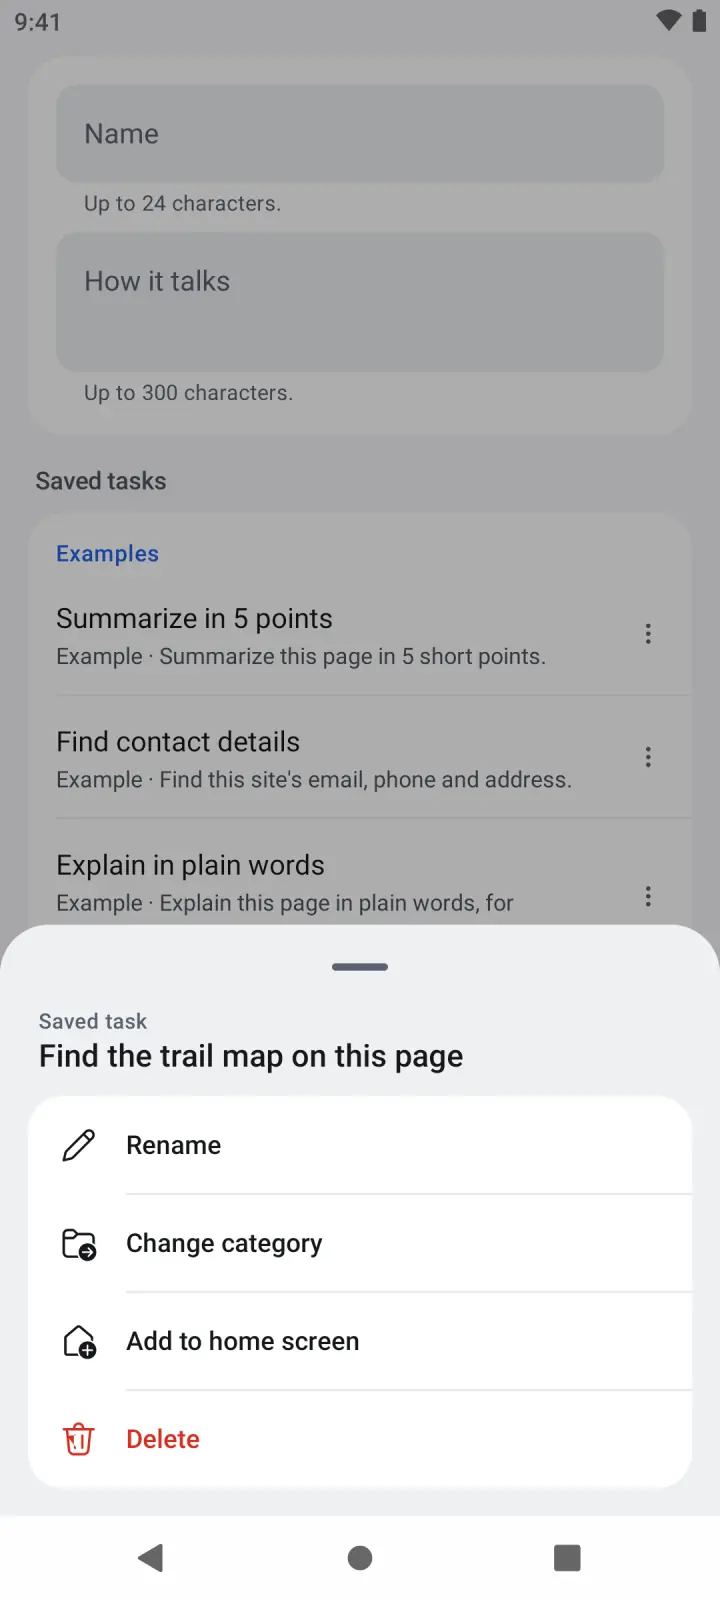 9:41
Name
Up to 24 characters.
How it talks
Up to 300 characters.
Saved tasks
Examples
Summarize in 5 points
Example · Summarize this page in 5 short points.
Find contact details
Example · Find this site's email, phone and address.
Explain in plain words
Example · Explain this page in plain words, for
Saved task
Find the trail map on this page
Rename
Change category
Add to home screen
Delete